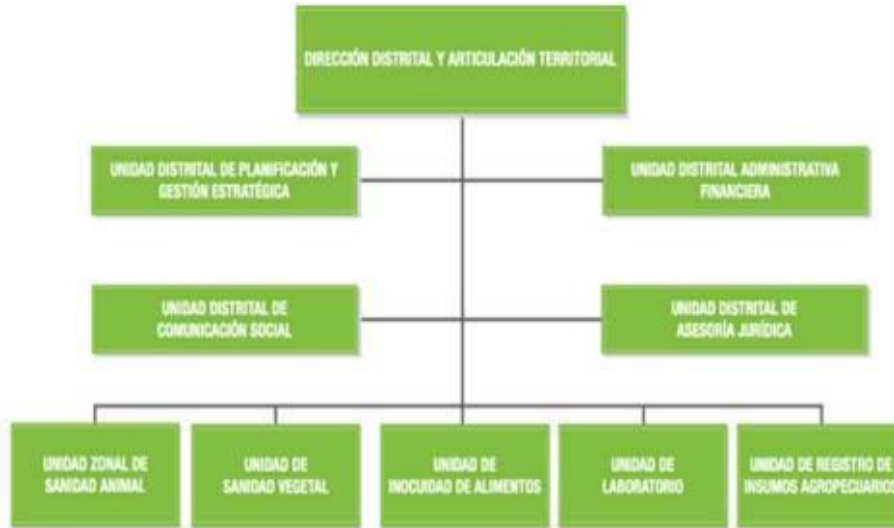 DIRECCIÓN DISTRITAL Y ARTICULACIÓN TERRITORIAL
UNIDAD DISTRITAL DE PLANIFICACIÓN Y
GESTIÓN ESTRATÉGICA
UNIDAD DISTRITAL ADMINISTRATIVA
FINANCIERA
UNIDAD DISTRITAL DE
COMUNICACIÓN SOCIAL
UNIDAD DISTRITAL DE
ASESORÍA JURÍDICA
UNIDAD ZONAL DE
SANIDAD ANIMAL
UNIDAD DE
SANIDAD VEGETAL
UNIDAD DE
INOCUIDAD DE ALIMENTOS
UNIDAD DE
LABORATORIO
UNIDAD DE REGISTRO DE
INSUMOS AGROPECUARIOS